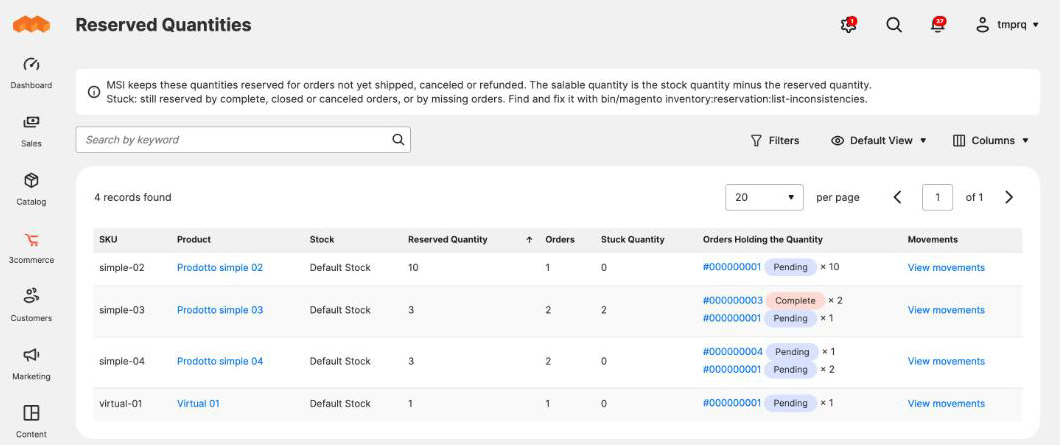 Reserved Quantities
1
37
tmprq
MSI keeps these quantities reserved for orders not yet shipped, canceled or refunded. The salable quantity is the stock quantity minus the reserved quantity.
Stuck: still reserved by complete, closed or canceled orders, or by missing orders. Find and fix it with bin/magento inventory:reservation:list-inconsistencies.
Dashboard
Sales
Catalog
3commerce
Customers
Marketing
Content
Search by keyword
Filters
Default View
Columns
4 records found
20 per page 1 of 1
SKU Product Stock Reserved Quantity Orders Stuck Quantity Orders Holding the Quantity Movements
simple-02 Prodotto simple 02 Default Stock 10 1 0 #000000001 Pending × 10 View movements
simple-03 Prodotto simple 03 Default Stock 3 2 2 #000000003 Complete × 2 View movements
#000000001 Pending × 1
simple-04 Prodotto simple 04 Default Stock 3 2 0 #000000004 Pending × 1 View movements
#000000001 Pending × 2
virtual-01 Virtual 01 Default Stock 1 1 0 #000000001 Pending × 1 View movements